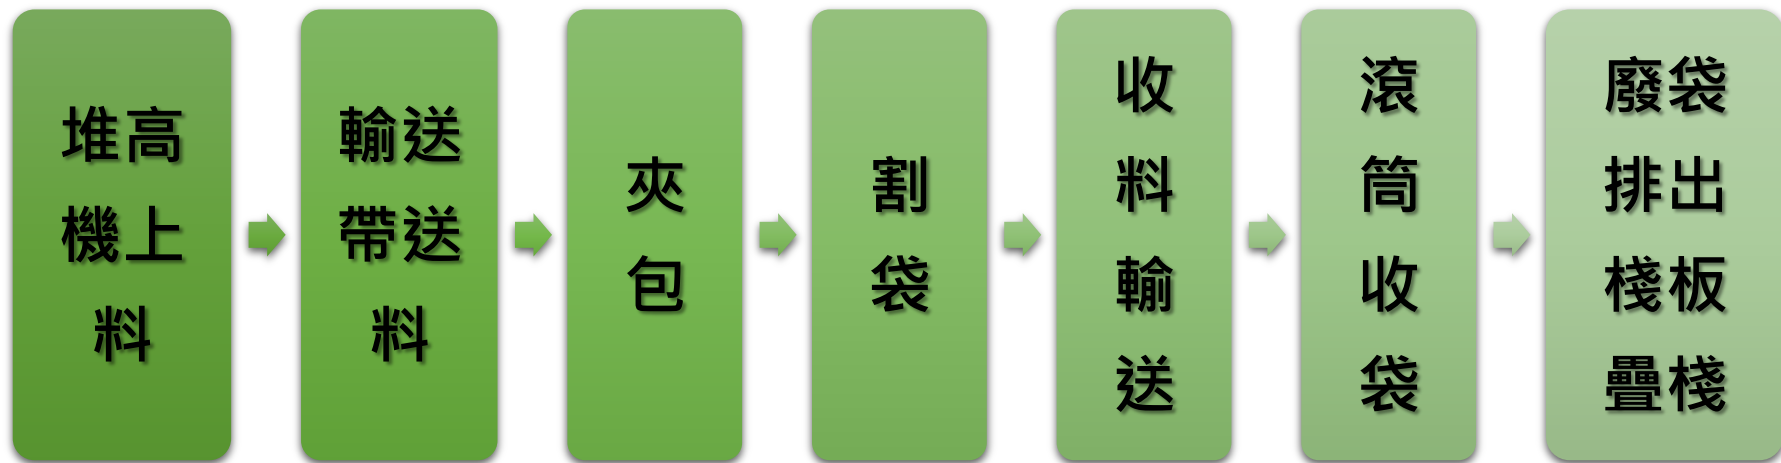 堆高
機上
料
輸送
帶送
料
夾
包
割
袋
收
料
輸
送
滾
筒
收
袋
廢袋
排出
棧板
疊棧